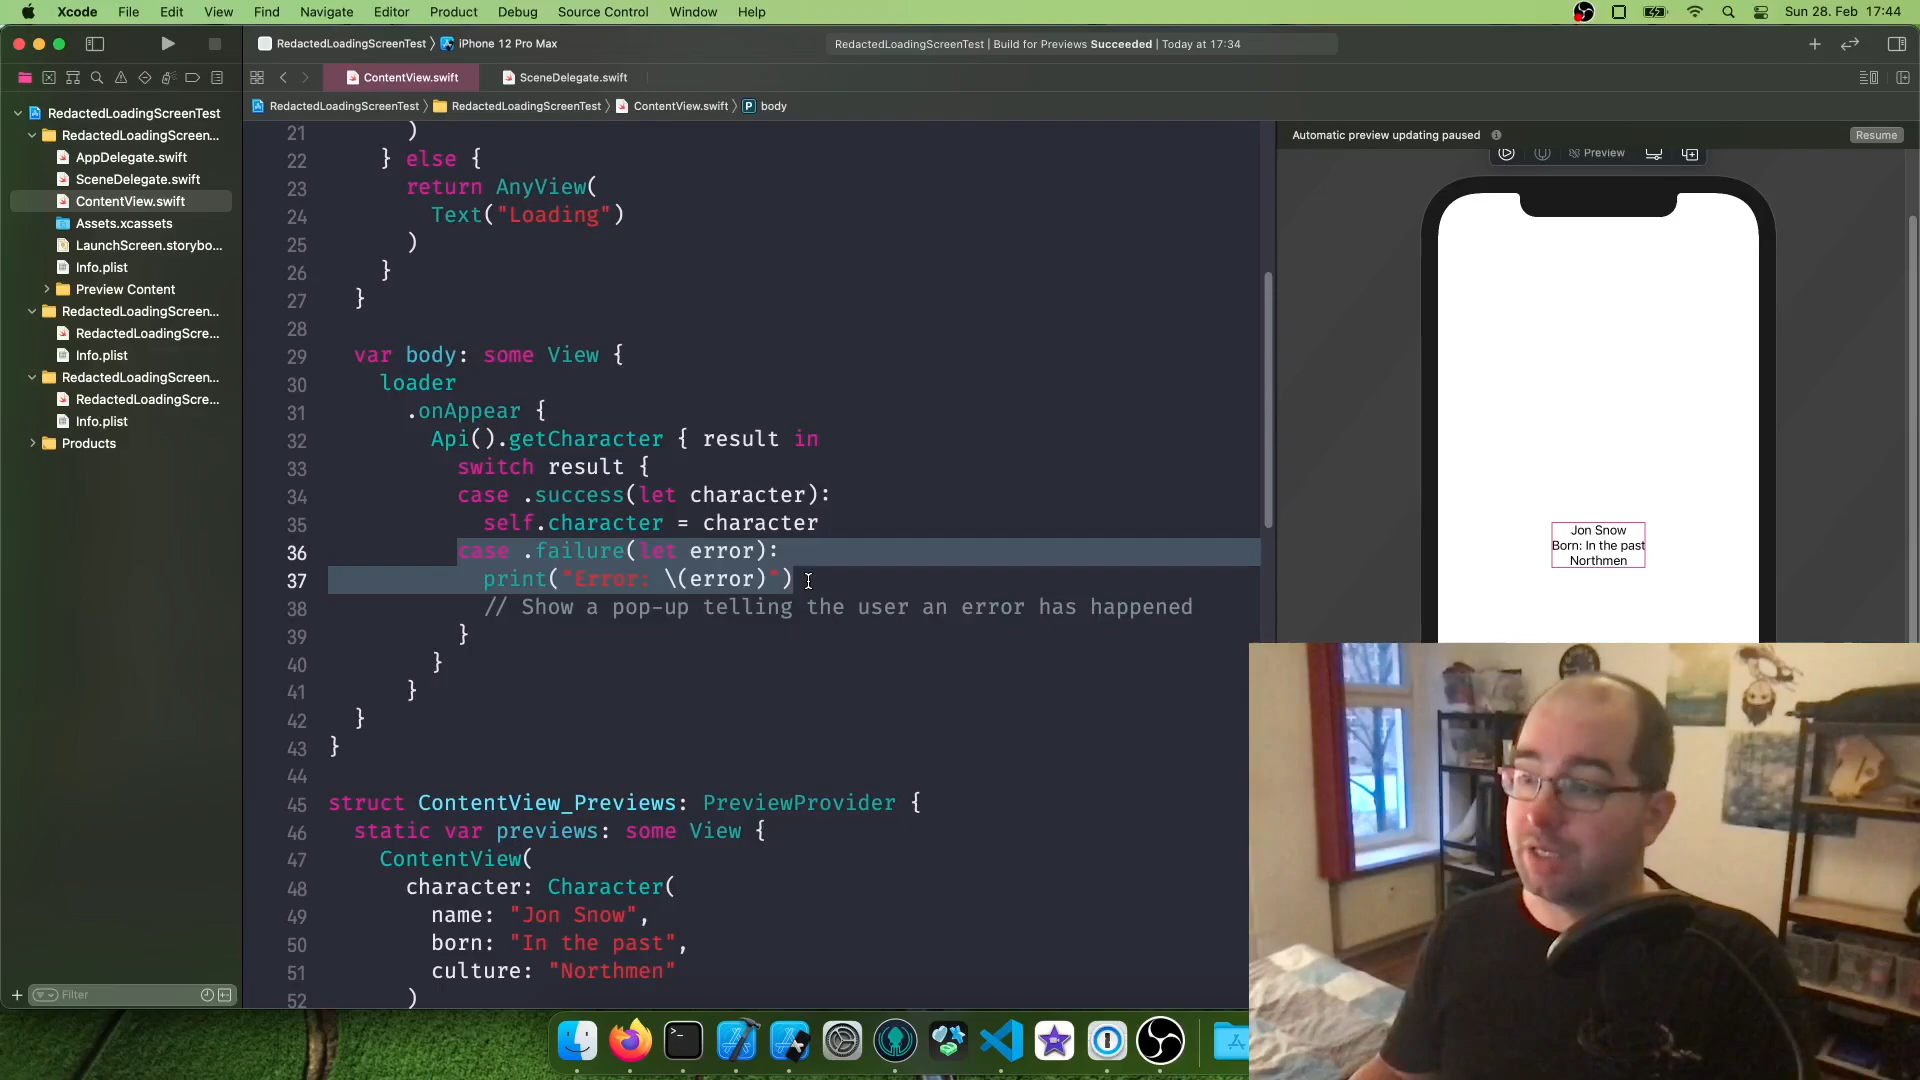 Xcode File Edit View Find Navigate Editor Product Debug Source Control Window Help Sun 28. Feb 17:44
RedactedLoadingScreenTest iPhone 12 Pro Max RedactedLoadingScreenTest | Build for Previews Succeeded | Today at 17:34
ContentView.swift SceneDelegate.swift
RedactedLoadingScreenTest RedactedLoadingScreenTest ContentView.swift P body
RedactedLoadingScreenTest
RedactedLoadingScreen...
AppDelegate.swift
SceneDelegate.swift
ContentView.swift
Assets.xcassets
LaunchScreen.storybo...
Info.plist
Preview Content
RedactedLoadingScreen...
RedactedLoadingScre...
Info.plist
RedactedLoadingScreen...
RedactedLoadingScre...
Info.plist
Products
Filter
21 )
22 } else {
23 return AnyView(
24 Text("Loading")
25 )
26 }
27 }
28
29 var body: some View {
30 loader
31 .onAppear {
32 Api().getCharacter { result in
33 switch result {
34 case .success(let character):
35 self.character = character
36 case .failure(let error):
37 print("Error: \(error)")
38 // Show a pop-up telling the user an error has happened
39 }
40 }
41 }
42 }
43 }
44
45 struct ContentView_Previews: PreviewProvider {
46 static var previews: some View {
47 ContentView(
48 character: Character(
49 name: "Jon Snow",
50 born: "In the past",
51 culture: "Northmen"
52 )
Automatic preview updating paused Resume
Preview
Jon Snow
Born: In the past
Northmen